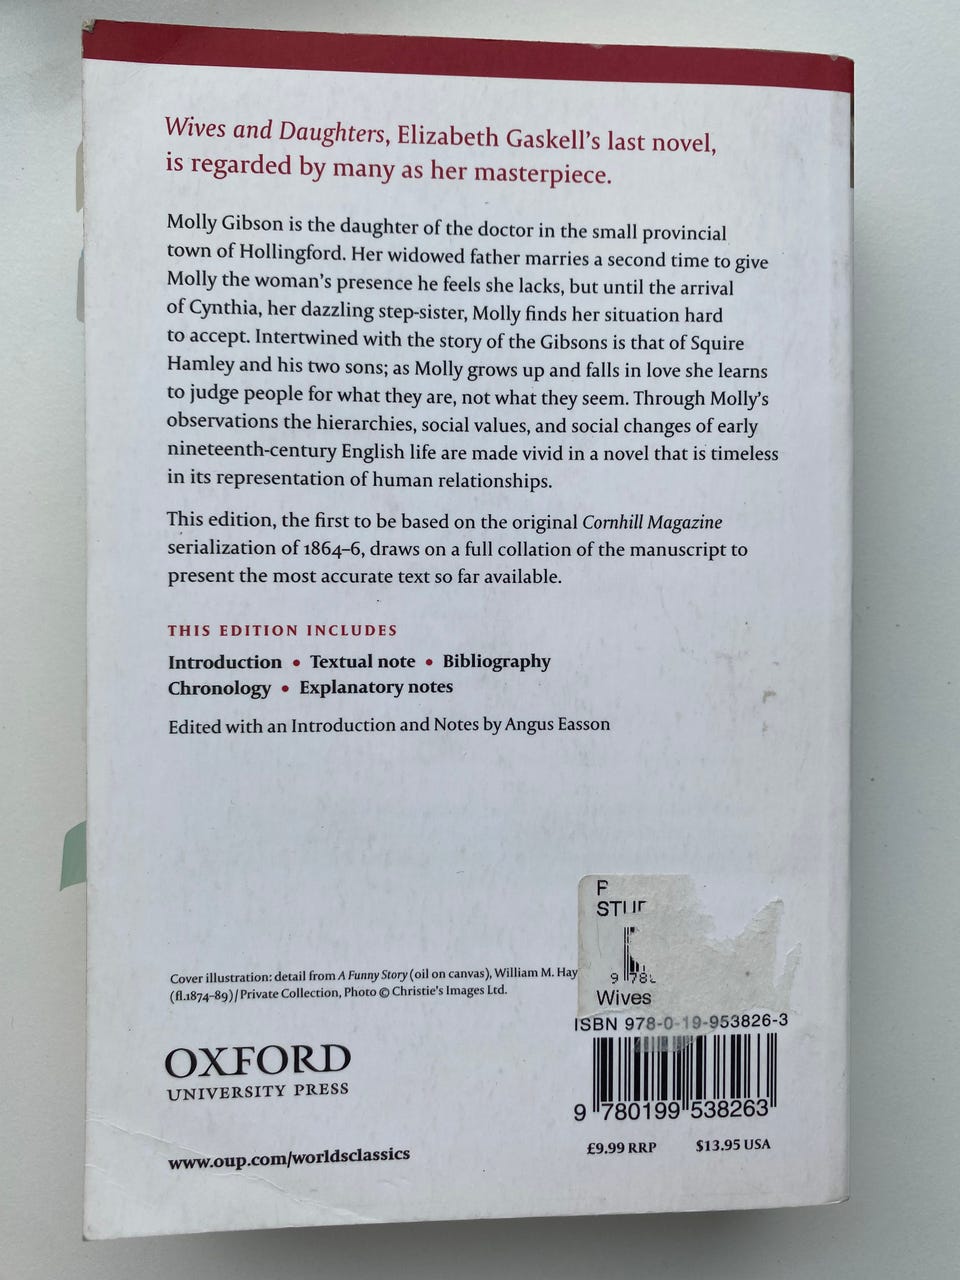 Wives and Daughters, Elizabeth Gaskell's last novel,
is regarded by many as her masterpiece.
Molly Gibson is the daughter of the doctor in the small provincial
town of Hollingford. Her widowed father marries a second time to give
Molly the woman's presence he feels she lacks, but until the arrival
of Cynthia, her dazzling step-sister, Molly finds her situation hard
to accept. Intertwined with the story of the Gibsons is that of Squire
Hamley and his two sons; as Molly grows up and falls in love she learns
to judge people for what they are, not what they seem. Through Molly's
observations the hierarchies, social values, and social changes of early
nineteenth-century English life are made vivid in a novel that is timeless
in its representation of human relationships.
This edition, the first to be based on the original Cornhill Magazine
serialization of 1864–6, draws on a full collation of the manuscript to
present the most accurate text so far available.
THIS EDITION INCLUDES
Introduction • Textual note • Bibliography
Chronology • Explanatory notes
Edited with an Introduction and Notes by Angus Easson
Cover illustration: detail from A Funny Story (oil on canvas), William M. Hay
(fl.1874–89)/Private Collection, Photo © Christie's Images Ltd.
OXFORD
UNIVERSITY PRESS
www.oup.com/worldsclassics
Wives
ISBN 978-0-19-953826-3
9 780199 538263
£9.99 RRP $13.95 USA